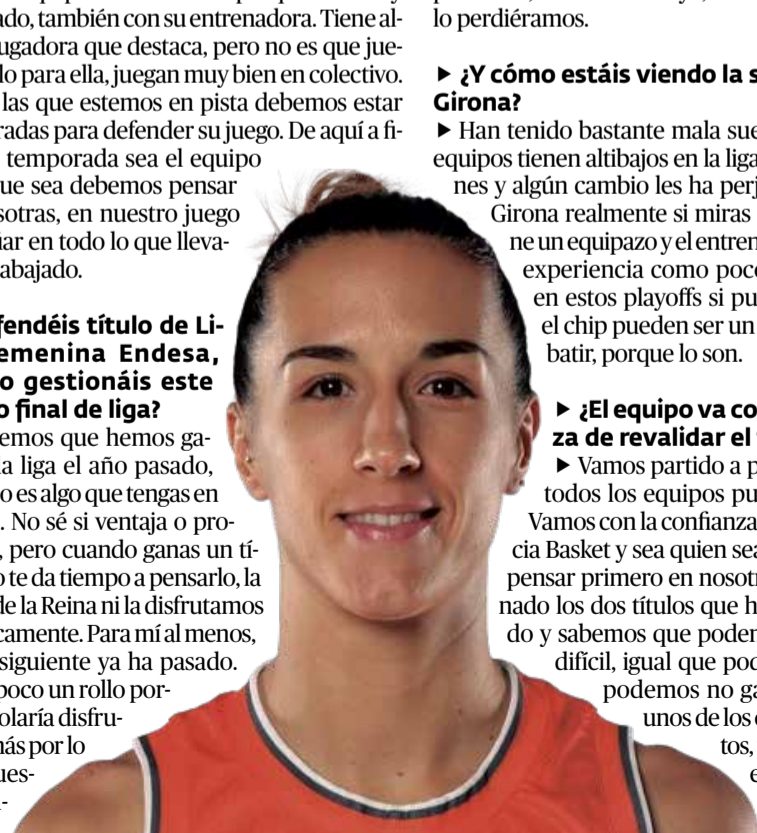 ado, también con su entrenadora. Tiene al-
ugadora que destaca, pero no es que jue-
lo para ella, juegan muy bien en colectivo.
las que estemos en pista debemos estar
radas para defender su juego. De aquí a fi-
temporada sea el equipo
ue sea debemos pensar
sotras, en nuestro juego
iar en todo lo que lleva-
abajado.
fendéis título de Li-
emenina Endesa,
o gestionáis este
o final de liga?
emos que hemos ga-
la liga el año pasado,
o es algo que tengas en
. No sé si ventaja o pro-
, pero cuando ganas un tí-
o te da tiempo a pensarlo, la
de la Reina ni la disfrutamos
camente. Para mí al menos,
siguiente ya ha pasado.
poco un rollo por-
olaría disfru-
nás por lo
ues-
lo perdiéramos.
▶ ¿Y cómo estáis viendo la s
Girona?
▶ Han tenido bastante mala sue
equipos tienen altibajos en la liga
nes y algún cambio les ha perj
Girona realmente si miras
ne un equipazo y el entren
experiencia como poc
en estos playoffs si pu
el chip pueden ser un
batir, porque lo son.
▶ ¿El equipo va co
za de revalidar el
▶ Vamos partido a p
todos los equipos pu
Vamos con la confianza
cia Basket y sea quien sea
pensar primero en nosotr
nado los dos títulos que h
do y sabemos que poder
difícil, igual que poc
podemos no ga
unos de los
tos,
e